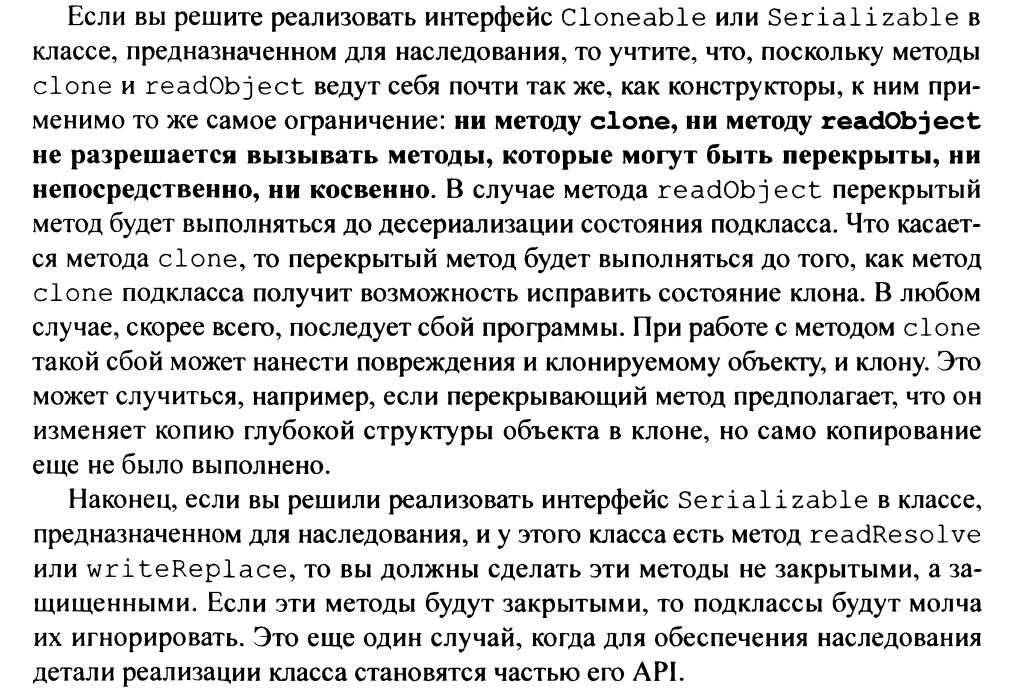 Если вы решите реализовать интерфейс Cloneable или Serializable в
классе, предназначенном для наследования, то учтите, что, поскольку методы
clone и readObject ведут себя почти так же, как конструкторы, к ним при-
менимо то же самое ограничение: ни методу clone, ни методу readObject
не разрешается вызывать методы, которые могут быть перекрыты, ни
непосредственно, ни косвенно. В случае метода readObject перекрытый
метод будет выполняться до десериализации состояния подкласса. Что касает-
ся метода clone, то перекрытый метод будет выполняться до того, как метод
clone подкласса получит возможность исправить состояние клона. В любом
случае, скорее всего, последует сбой программы. При работе с методом clone
такой сбой может нанести повреждения и клонируемому объекту, и клону. Это
может случиться, например, если перекрывающий метод предполагает, что он
изменяет копию глубокой структуры объекта в клоне, но само копирование
еще не было выполнено.
Наконец, если вы решили реализовать интерфейс Serializable в классе,
предназначенном для наследования, и у этого класса есть метод readResolve
или writeReplace, то вы должны сделать эти методы не закрытыми, а за-
щищенными. Если эти методы будут закрытыми, то подклассы будут молча
их игнорировать. Это еще один случай, когда для обеспечения наследования
детали реализации класса становятся частью его API.